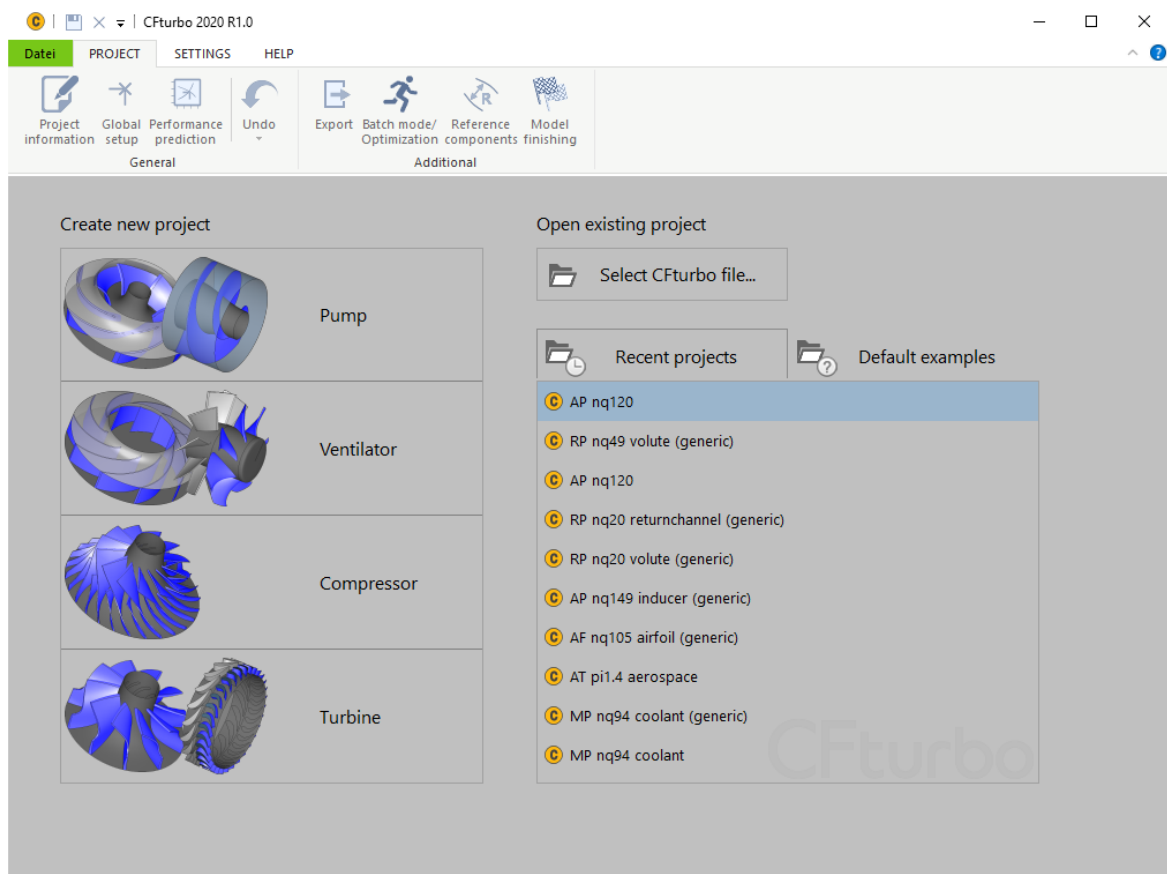 CFturbo 2020 R1.0
Datei PROJECT SETTINGS HELP
Project information
Global setup
Performance prediction
Undo
Export
Batch mode/ Optimization
Reference components
Model finishing
General
Additional
Create new project
Pump
Ventilator
Compressor
Turbine
Open existing project
Select CFturbo file...
Recent projects
Default examples
AP nq120
RP nq49 volute (generic)
AP nq120
RP nq20 returnchannel (generic)
RP nq20 volute (generic)
AP nq149 inducer (generic)
AF nq105 airfoil (generic)
AT pi1.4 aerospace
MP nq94 coolant (generic)
MP nq94 coolant
CFturbo